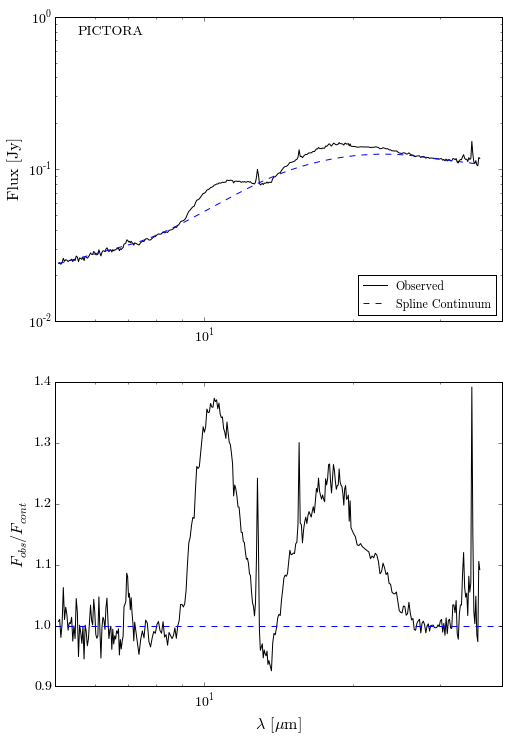 PICTORA
10^0
10^-1
10^-2
Flux [Jy]
Observed
Spline Continuum
10^1
1.4
1.3
1.2
1.1
1.0
0.9
F_obs/F_cont
10^1
λ [μm]